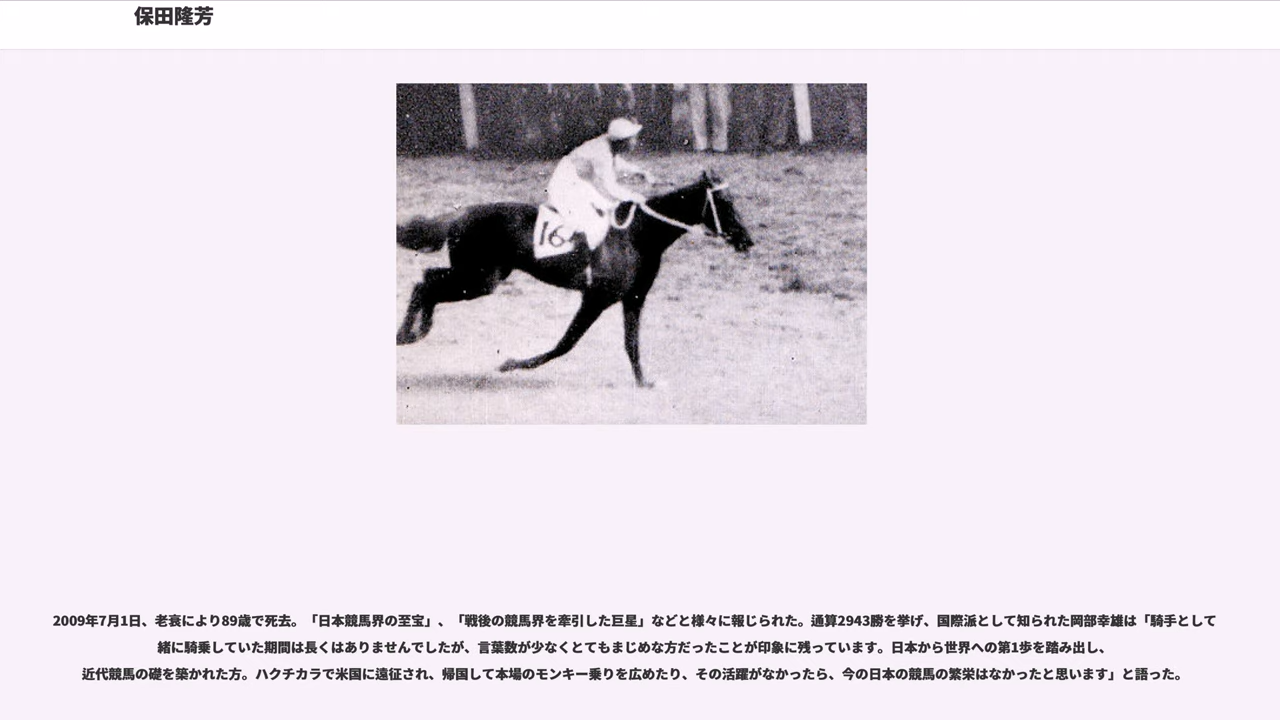 保田隆芳
16
2009年7月1日、老衰により89歳で死去。「日本競馬界の至宝」、「戦後の競馬界を牽引した巨星」などと様々に報じられた。通算2943勝を挙げ、国際派として知られた岡部幸雄は「騎手として
緒に騎乗していた期間は長くはありませんでしたが、言葉数が少なくとてもまじめな方だったことが印象に残っています。日本から世界への第1歩を踏み出し、
近代競馬の礎を築かれた方。ハクチカラで米国に遠征され、帰国して本場のモンキー乗りを広めたり、その活躍がなかったら、今の日本の競馬の繁栄はなかったと思います」と語った。